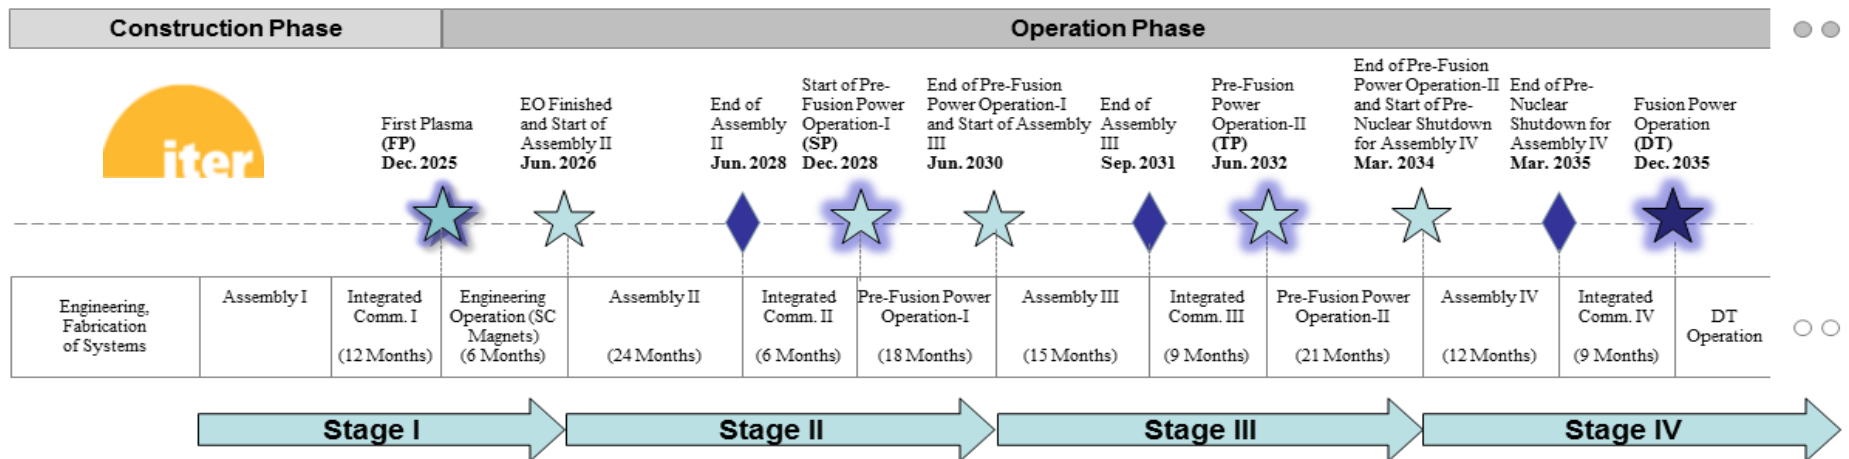 Construction Phase
Operation Phase
iter
First Plasma
(FP)
Dec. 2025
EO Finished
and Start of
Assembly II
Jun. 2026
End of
Assembly
II
Jun. 2028
Start of Pre-
Fusion Power
Operation-I
(SP)
Dec. 2028
End of Pre-Fusion
Power Operation-I
and Start of Assembly
III
Jun. 2030
End of
Assembly
III
Sep. 2031
Pre-Fusion
Power
Operation-II
(TP)
Jun. 2032
End of Pre-Fusion
Power Operation-II
and Start of Pre-
Nuclear Shutdown
for Assembly IV
Mar. 2034
End of Pre-
Nuclear
Shutdown for
Assembly IV
Mar. 2035
Fusion Power
Operation
(DT)
Dec. 2035
Engineering,
Fabrication
of Systems
Assembly I
Integrated
Comm. I
(12 Months)
Engineering
Operation (SC
Magnets)
(6 Months)
Assembly II
(24 Months)
Integrated
Comm. II
(6 Months)
Pre-Fusion Power
Operation-I
(18 Months)
Assembly III
(15 Months)
Integrated
Comm. III
(9 Months)
Pre-Fusion Power
Operation-II
(21 Months)
Assembly IV
(12 Months)
Integrated
Comm. IV
(9 Months)
DT
Operation
Stage I
Stage II
Stage III
Stage IV